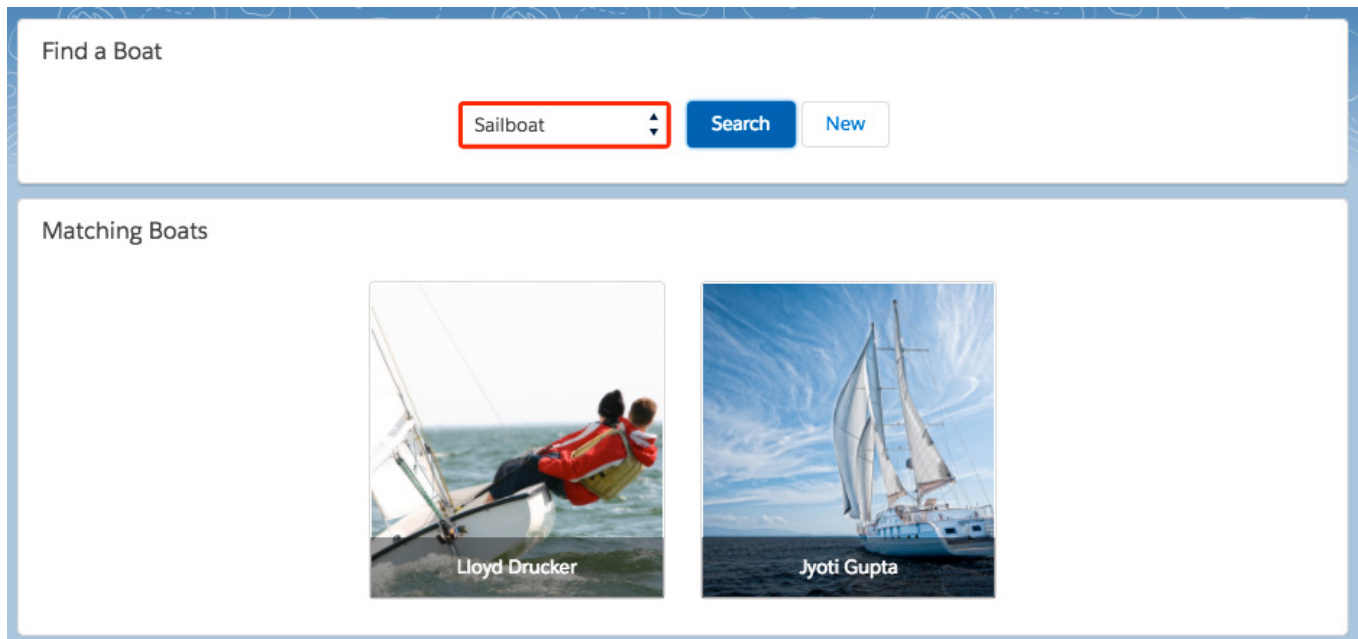 Find a Boat
Sailboat
Search
New
Matching Boats
Lloyd Drucker
Jyoti Gupta